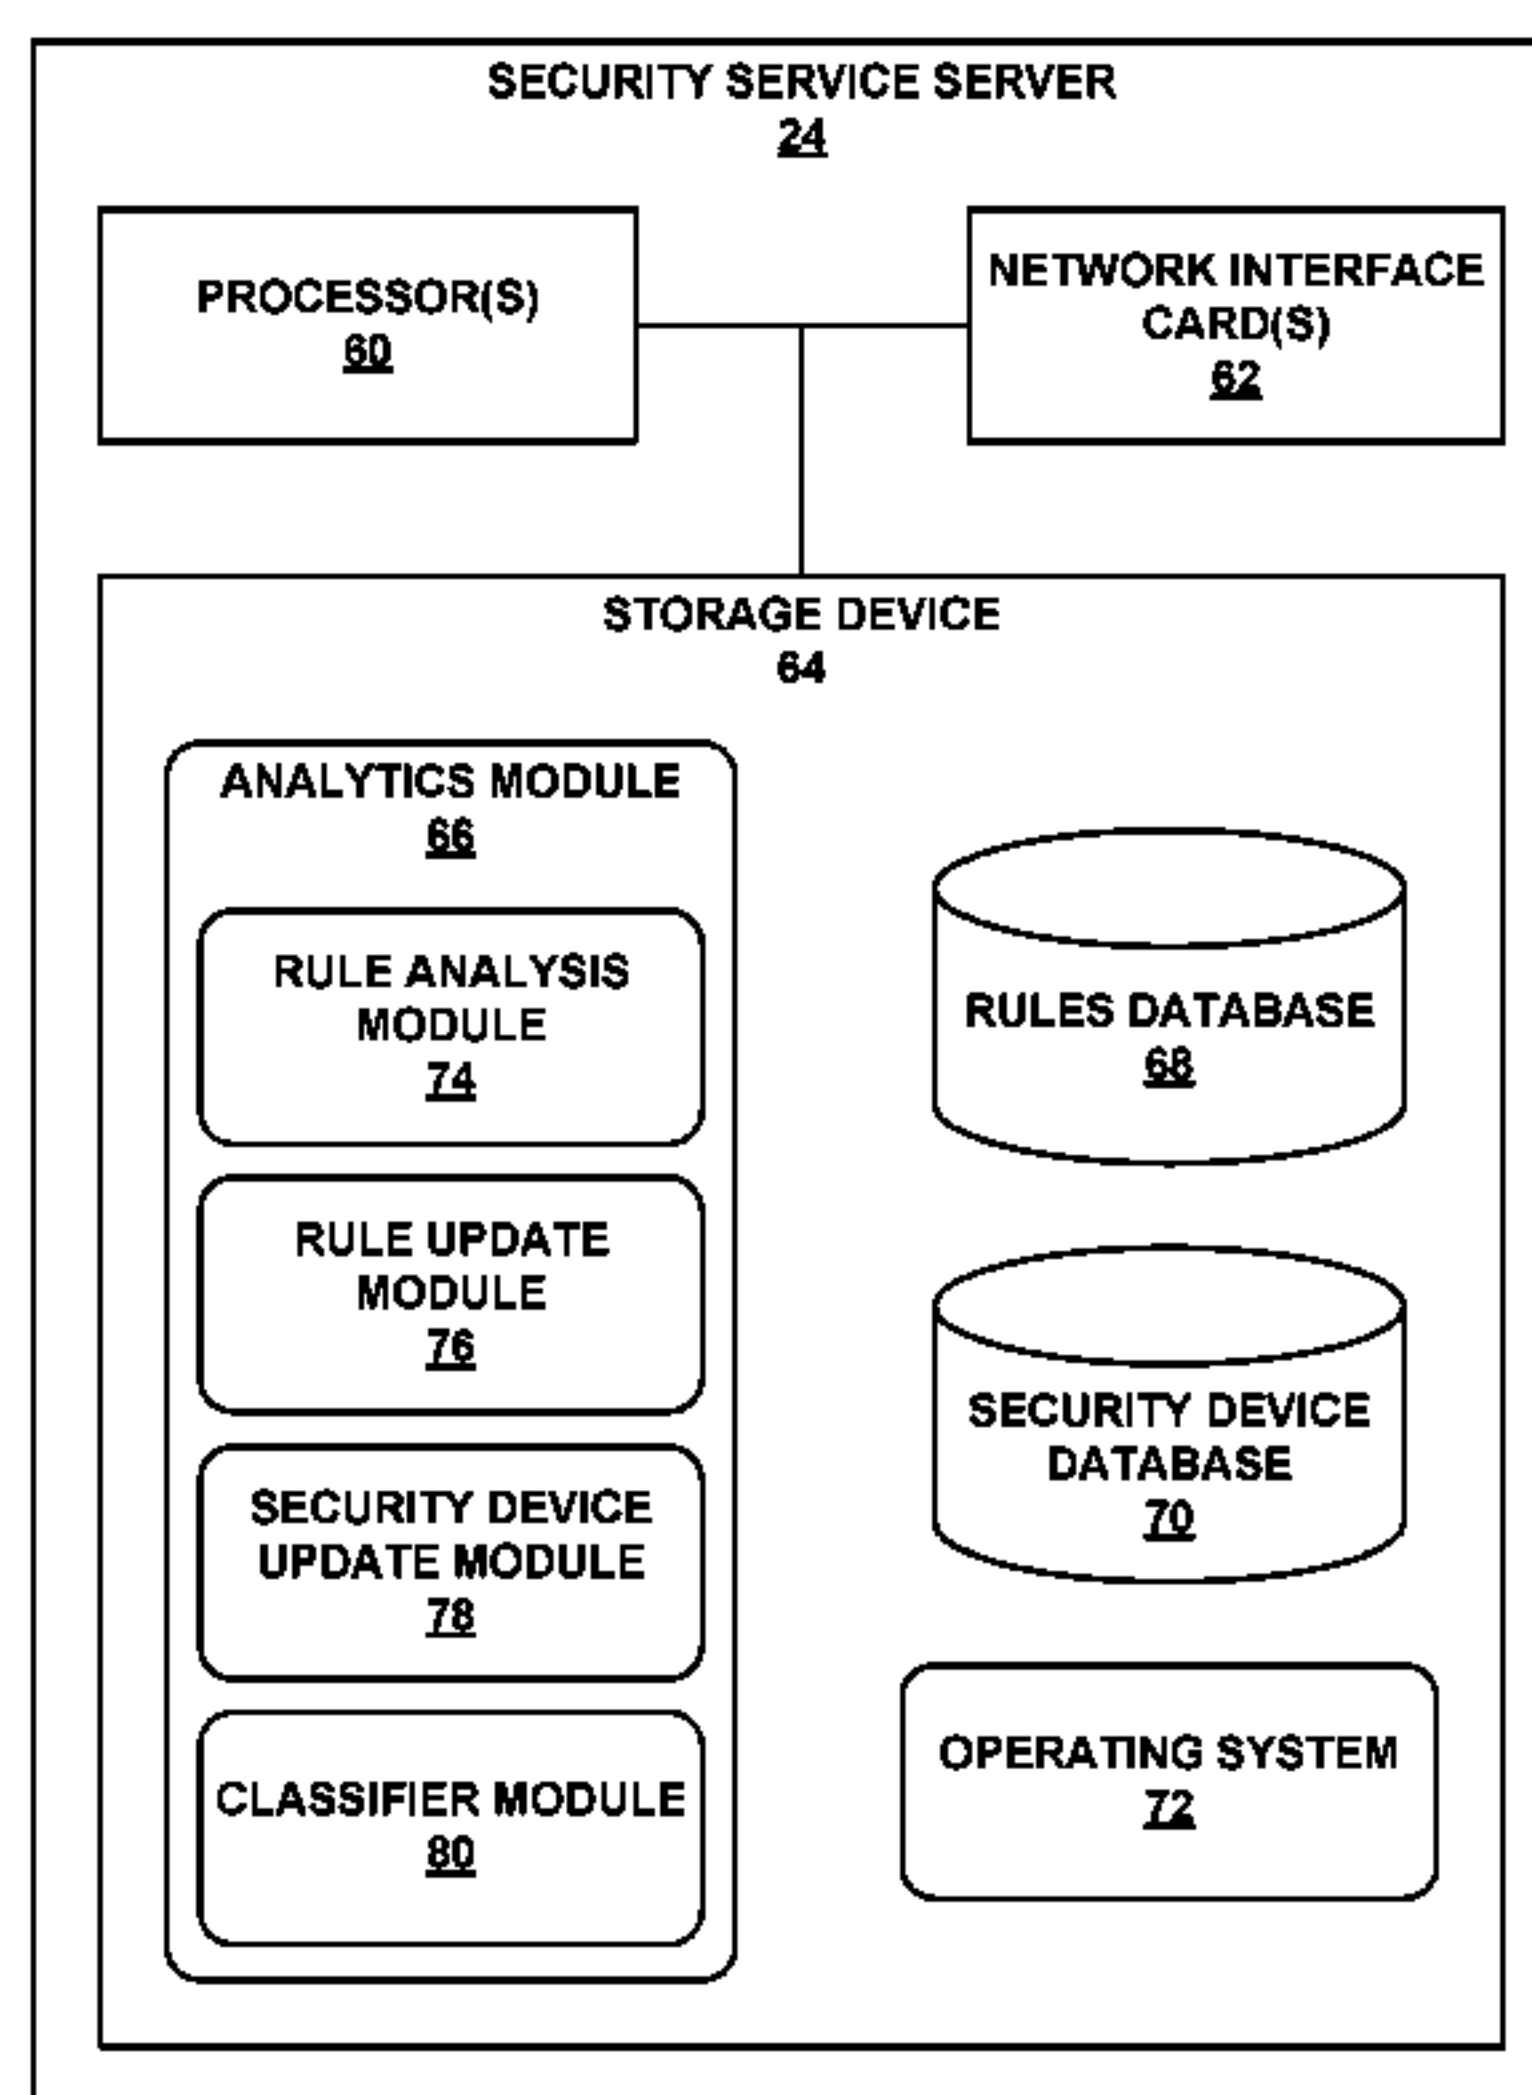 SECURITY SERVICE SERVER
24
PROCESSOR(S)
60
NETWORK INTERFACE
CARD(S)
62
STORAGE DEVICE
64
ANALYTICS MODULE
66
RULE ANALYSIS
MODULE
74
RULE UPDATE
MODULE
76
SECURITY DEVICE
UPDATE MODULE
78
CLASSIFIER MODULE
80
RULES DATABASE
68
SECURITY DEVICE
DATABASE
70
OPERATING SYSTEM
72